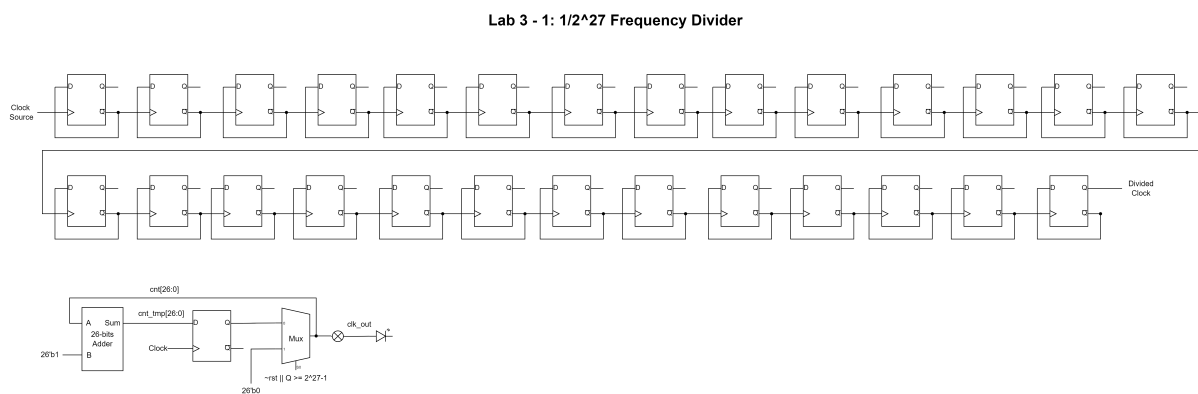 Lab 3 - 1: 1/2^27 Frequency Divider
D Q D Q D Q D Q D Q D Q D Q D Q D Q D Q D Q D Q D Q D Q
Clock
Source
Q Q Q Q Q Q Q Q Q Q Q Q Q Q
D Q D Q D Q D Q D Q D Q D Q D Q D Q D Q D Q D Q D Q
Divided
Clock
Q Q Q Q Q Q Q Q Q Q Q Q Q
cnt[26:0]
cnt_tmp[26:0]
A Sum
D Q
clk_out
26-bits
Adder
Mux
Clock
Q
26'b1
B
~rst || Q >= 2^27-1
26'b0